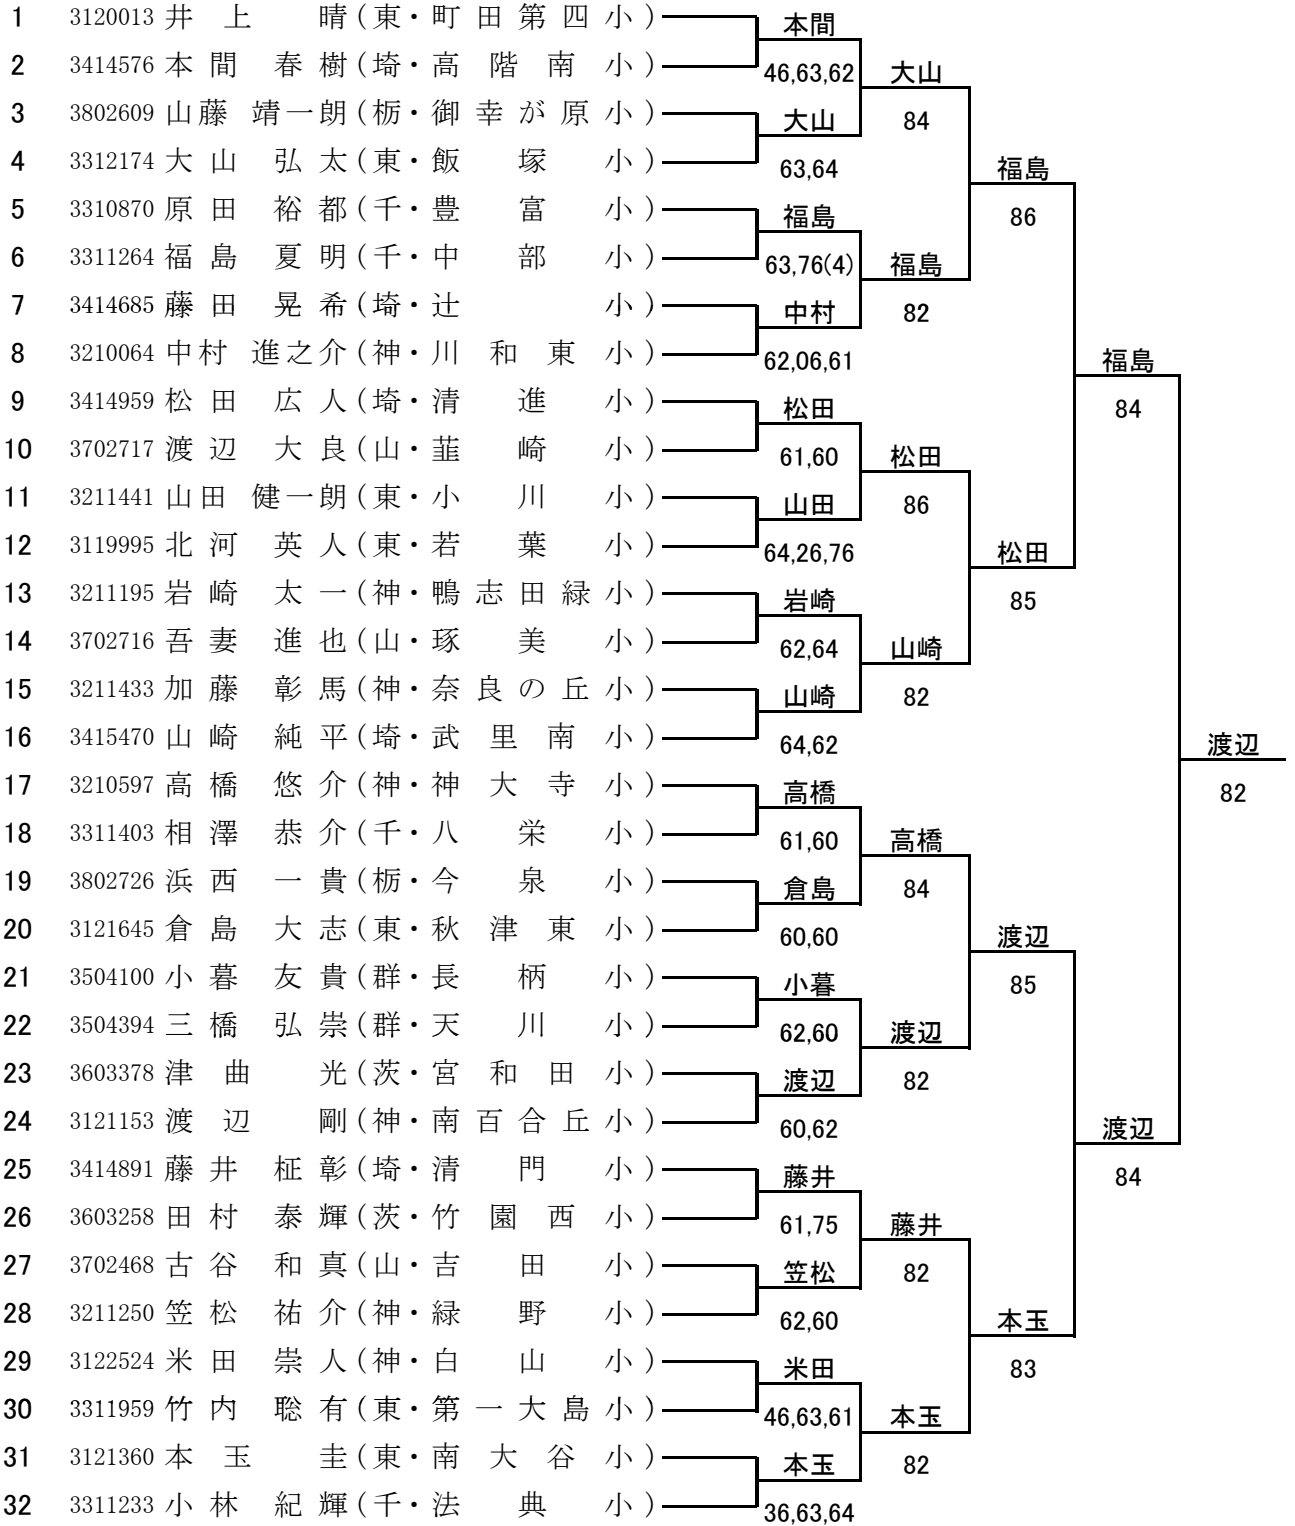 1 3120013 井上 晴(東・町田第四小)
本間
2 3414576 本間 春樹(埼・高階南小)
46,63,62 大山
3 3802609 山藤 靖一朗(栃・御幸が原小)
大山 84
4 3312174 大山 弘太(東・飯塚小)
63,64 福島
5 3310870 原田 裕都(千・豊富小)
福島 86
6 3311264 福島 夏明(千・中部小)
63,76(4) 福島
7 3414685 藤田 晃希(埼・辻小)
中村 82
8 3210064 中村 進之介(神・川和東小)
62,06,61 福島
9 3414959 松田 広人(埼・清進小)
松田 84
10 3702717 渡辺 大良(山・韮崎小)
61,60 松田
11 3211441 山田 健一朗(東・小川小)
山田 86
12 3119995 北河 英人(東・若葉小)
64,26,76 松田
13 3211195 岩崎 太一(神・鴨志田緑小)
岩崎 85
14 3702716 吾妻 進也(山・琢美小)
62,64 山崎
15 3211433 加藤 彰馬(神・奈良の丘小)
山崎 82
16 3415470 山崎 純平(埼・武里南小)
64,62 渡辺
17 3210597 高橋 悠介(神・神大寺小)
高橋 82
18 3311403 相澤 恭介(千・八栄小)
61,60 高橋
19 3802726 浜西 一貴(栃・今泉小)
倉島 84
20 3121645 倉島 大志(東・秋津東小)
60,60 渡辺
21 3504100 小暮 友貴(群・長柄小)
小暮 85
22 3504394 三橋 弘崇(群・天川小)
62,60 渡辺
23 3603378 津曲 光(茨・宮和田小)
渡辺 82
24 3121153 渡辺 剛(神・南百合丘小)
60,62 渡辺
25 3414891 藤井 柾彰(埼・清門小)
藤井 84
26 3603258 田村 泰輝(茨・竹園西小)
61,75 藤井
27 3702468 古谷 和真(山・吉田小)
笠松 82
28 3211250 笠松 祐介(神・緑野小)
62,60 本玉
29 3122524 米田 崇人(神・白山小)
米田 83
30 3311959 竹内 聡有(東・第一大島小)
46,63,61 本玉
31 3121360 本玉 圭(東・南大谷小)
本玉 82
32 3311233 小林 紀輝(千・法典小)
36,63,64